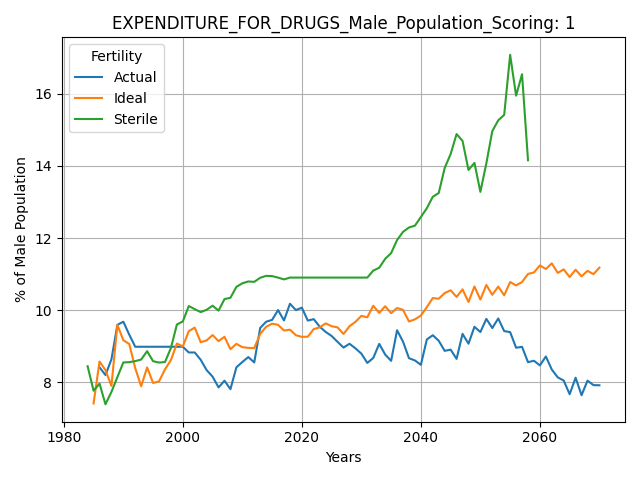 EXPENDITURE_FOR_DRUGS_Male_Population_Scoring: 1
Fertility
Actual
Ideal
Sterile
% of Male Population
16
14
12
10
8
1980 2000 2020 2040 2060
Years